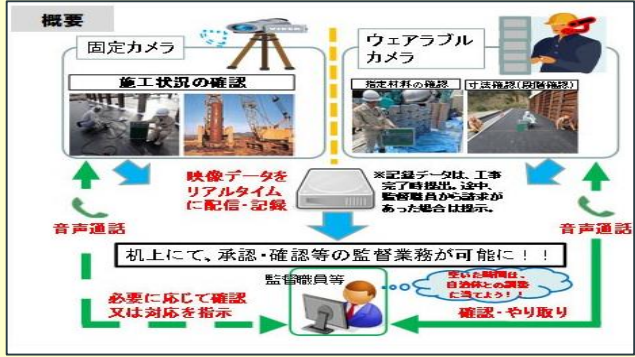 概要
固定カメラ
施工状況の確認
ウェアラブル
カメラ
指定材料の確認
寸法確認(段階確認)
映像データを
リアルタイム
に配信・記録
※記録データは、工事
完了時提出。途中、
監督職員から請求が
あった場合は提示。
音声通話
音声通話
机上にて、承認・確認等の監督業務が可能に!!
監督職員等
空いた時間は、
自治体との調整
に当てよう!!
必要に応じて確認
又は対応を指示
確認・やり取り